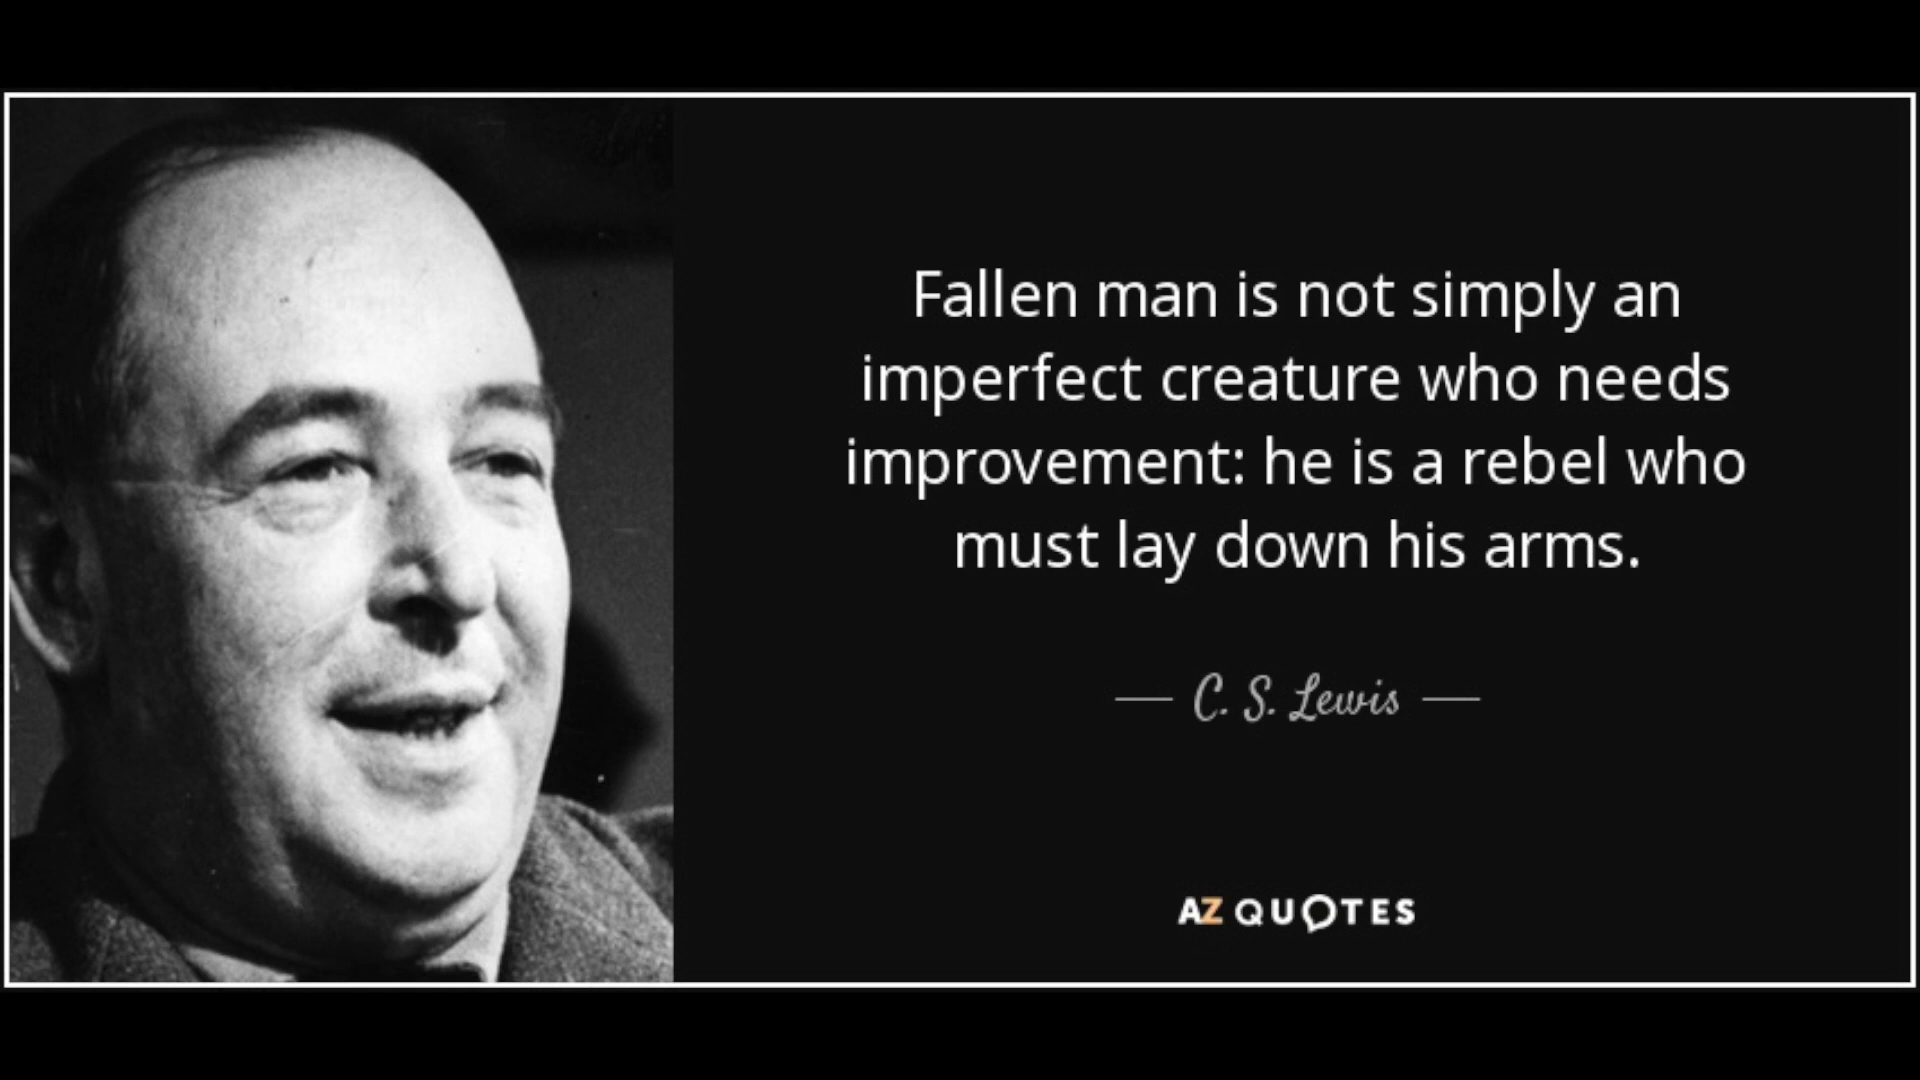 Fallen man is not simply an
imperfect creature who needs
improvement: he is a rebel who
must lay down his arms.
— C. S. Lewis —
AZ QUOTES